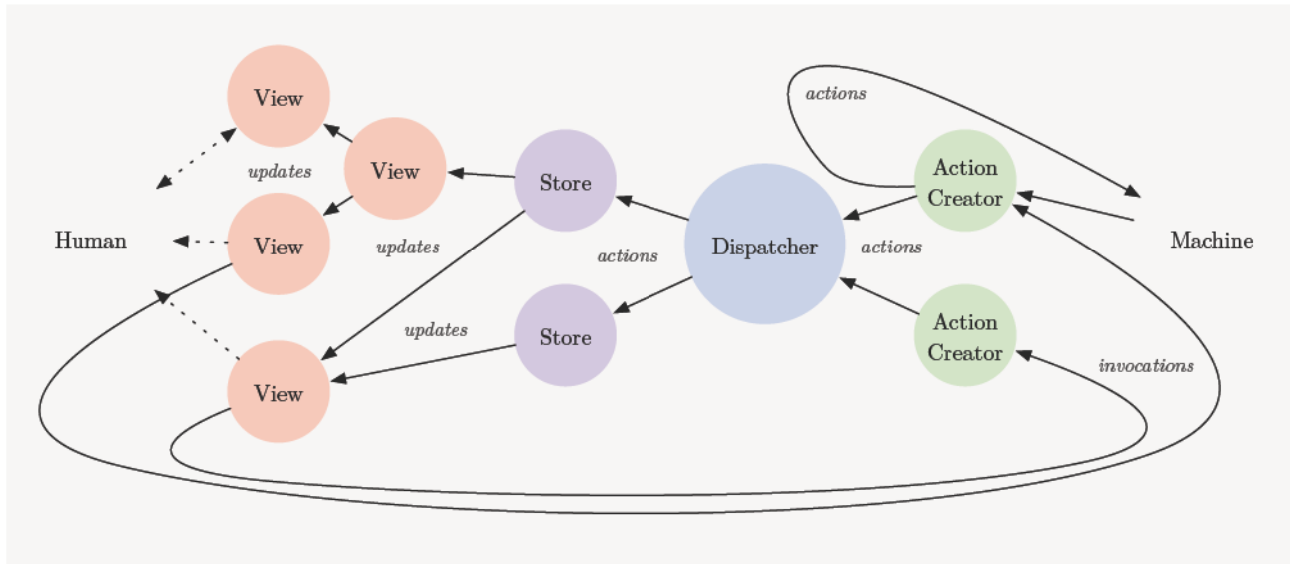 View
actions
View
updates
Store
Action
Creator
Human
View
updates
actions
Dispatcher
actions
Machine
updates
Store
Action
Creator
invocations
View